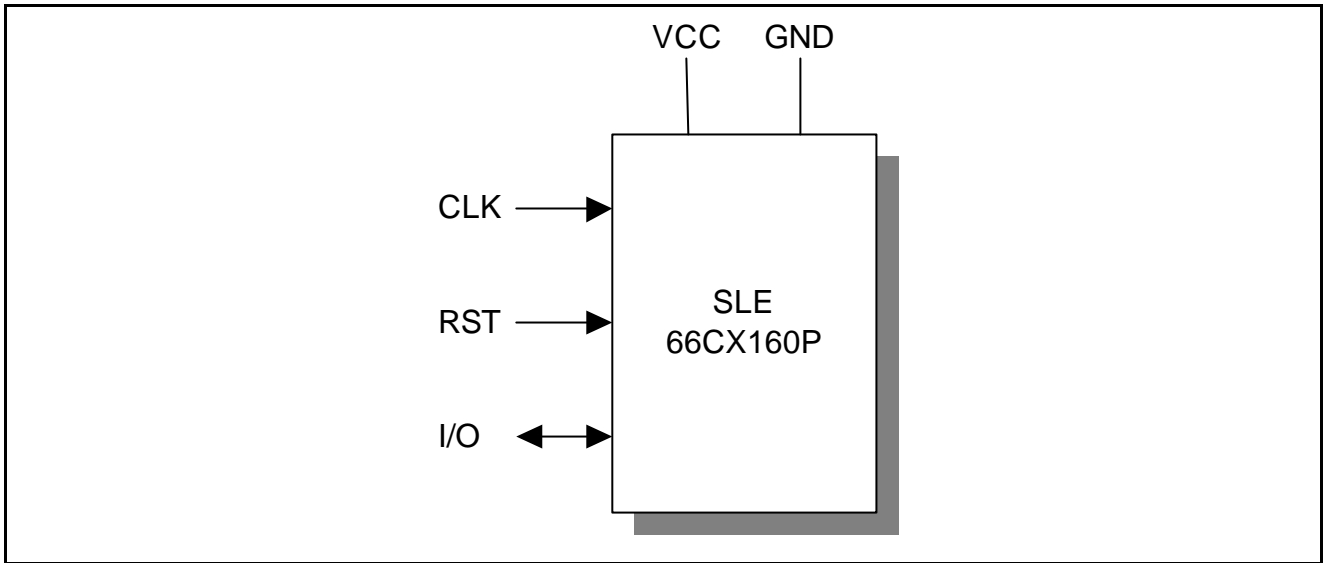 VCC GND
CLK
RST
SLE
66CX160P
I/O